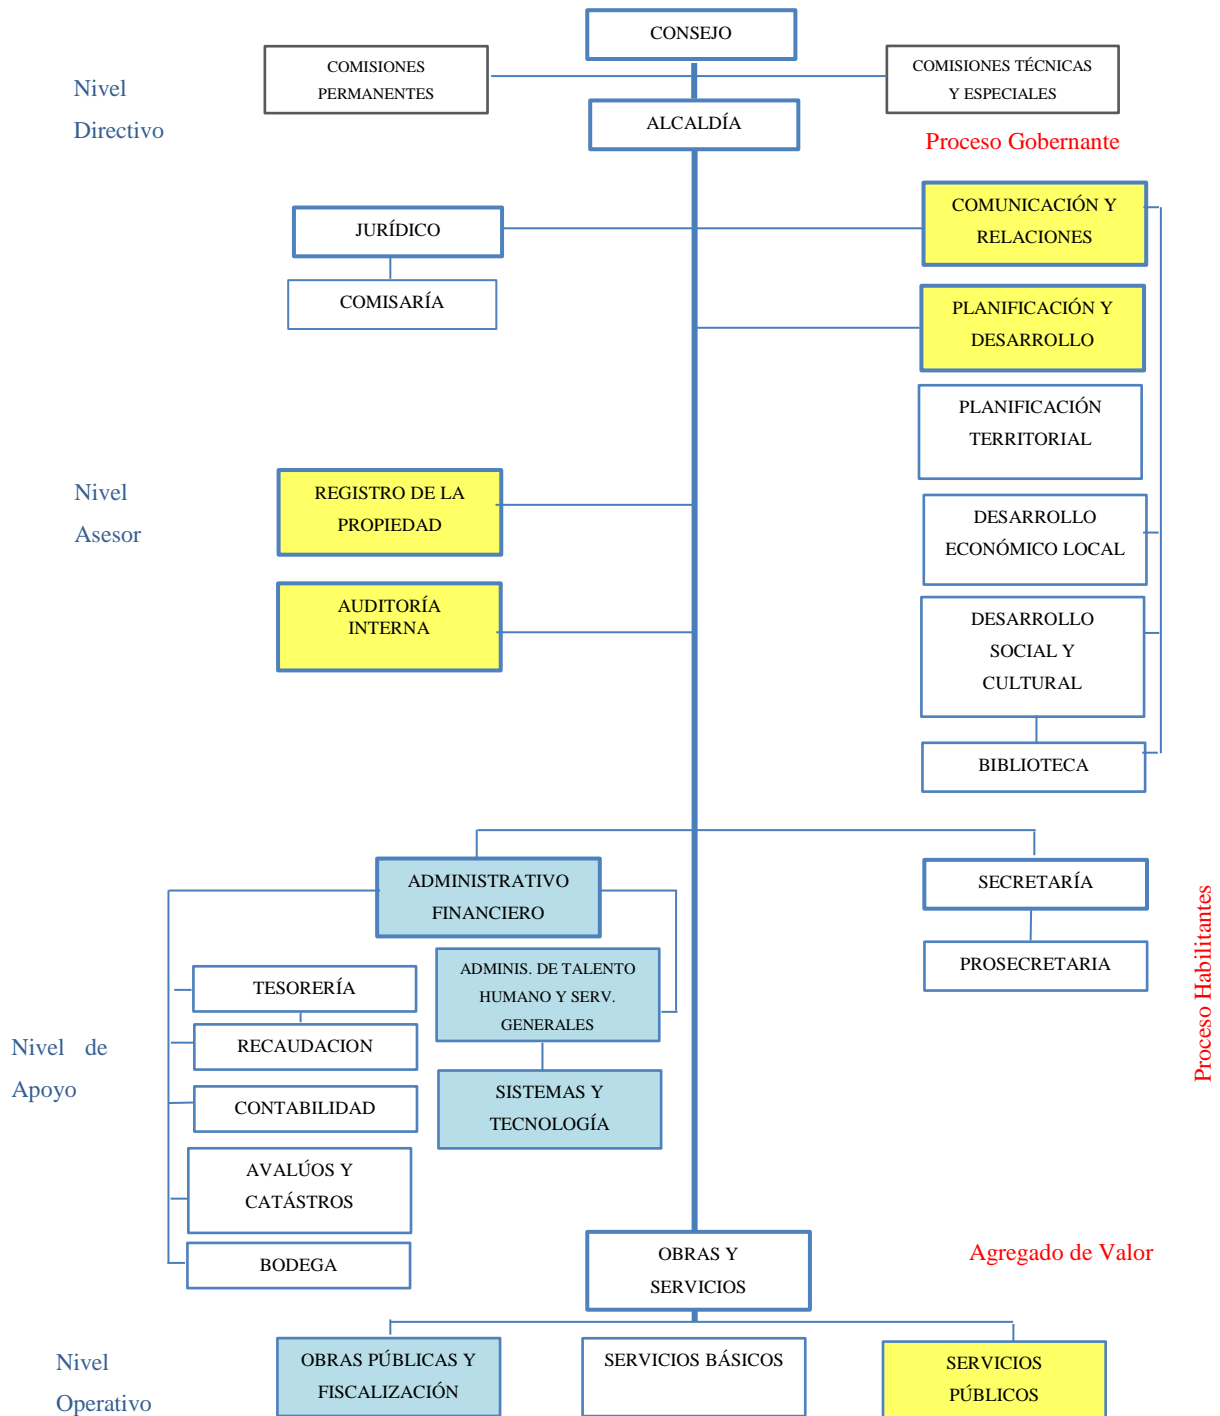 CONSEJO
COMISIONES
PERMANENTES
COMISIONES TÉCNICAS
Y ESPECIALES
Nivel
Directivo
ALCALDÍA
Proceso Gobernante
JURÍDICO
COMUNICACIÓN Y
RELACIONES
COMISARÍA
PLANIFICACIÓN Y
DESARROLLO
PLANIFICACIÓN
TERRITORIAL
Nivel
Asesor
REGISTRO DE LA
PROPIEDAD
DESARROLLO
ECONÓMICO LOCAL
AUDITORÍA
INTERNA
DESARROLLO
SOCIAL Y
CULTURAL
BIBLIOTECA
ADMINISTRATIVO
FINANCIERO
SECRETARÍA
Proceso Habilitantes
ADMINIS. DE TALENTO
HUMANO Y SERV.
GENERALES
PROSECRETARIA
TESORERÍA
Nivel de
Apoyo
RECAUDACION
CONTABILIDAD
SISTEMAS Y
TECNOLOGÍA
AVALÚOS Y
CATÁSTROS
BODEGA
OBRAS Y
SERVICIOS
Agregado de Valor
Nivel
Operativo
OBRAS PÚBLICAS Y
FISCALIZACIÓN
SERVICIOS BÁSICOS
SERVICIOS
PÚBLICOS